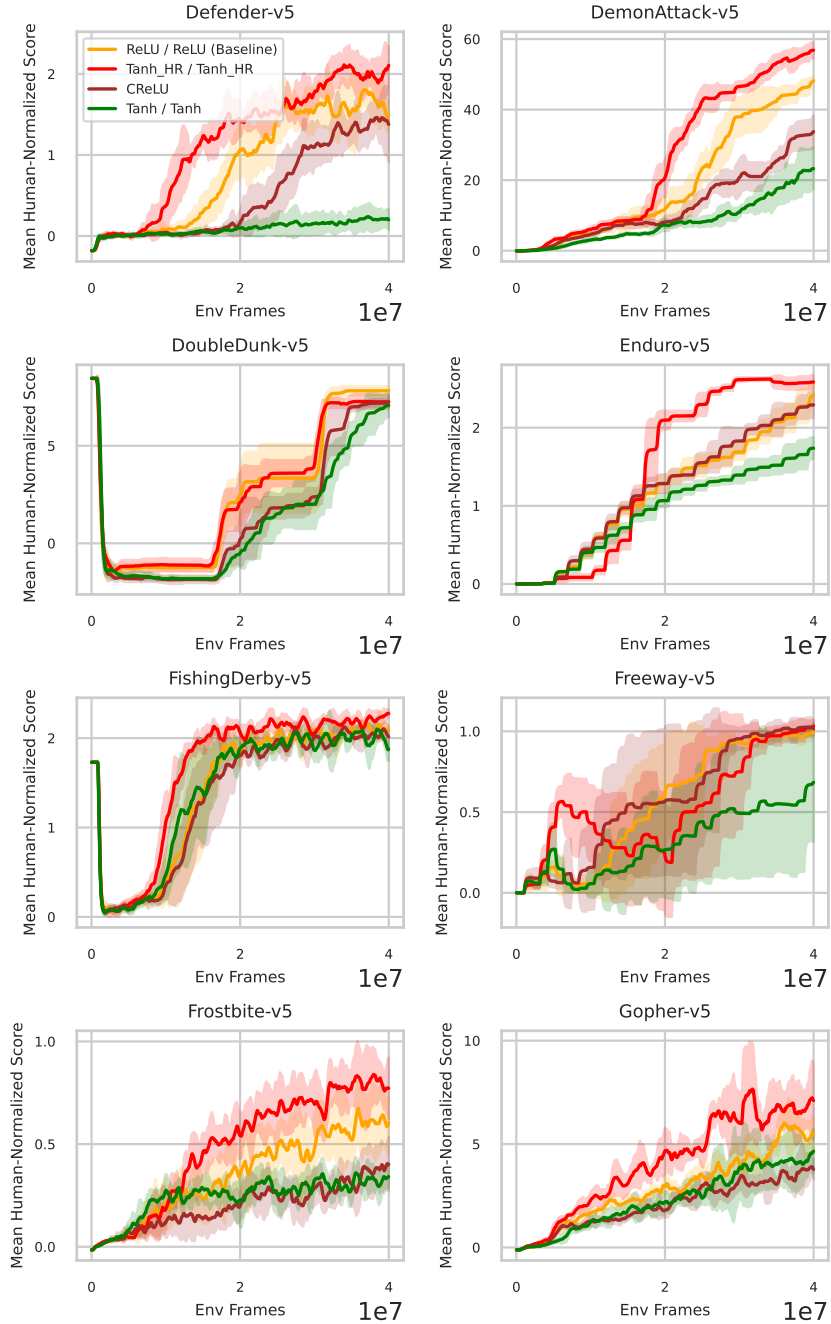 Defender-v5
Mean Human-Normalized Score
2
1
0
ReLU / ReLU (Baseline)
Tanh_HR / Tanh_HR
CReLU
Tanh / Tanh
0
2
4
Env Frames
1e7
DemonAttack-v5
Mean Human-Normalized Score
60
40
20
0
0
2
4
Env Frames
1e7
DoubleDunk-v5
Mean Human-Normalized Score
5
0
0
2
4
Env Frames
1e7
Enduro-v5
Mean Human-Normalized Score
2
1
0
0
2
4
Env Frames
1e7
FishingDerby-v5
Mean Human-Normalized Score
2
1
0
0
2
4
Env Frames
1e7
Freeway-v5
Mean Human-Normalized Score
1.0
0.5
0.0
0
2
4
Env Frames
1e7
Frostbite-v5
Mean Human-Normalized Score
1.0
0.5
0.0
0
2
4
Env Frames
1e7
Gopher-v5
Mean Human-Normalized Score
10
5
0
0
2
4
Env Frames
1e7